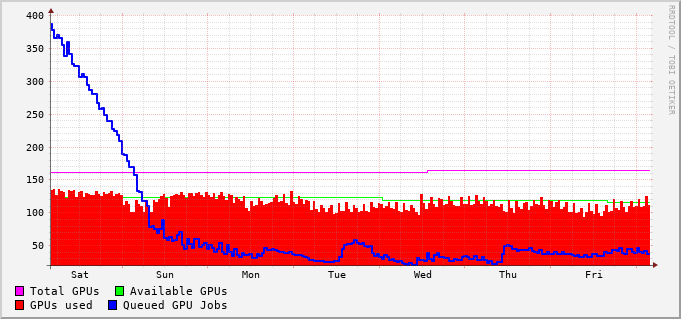 400
350
300
250
200
150
100
50
Sat Sun Mon Tue Wed Thu Fri
Total GPUs Available GPUs
GPUs used Queued GPU Jobs
RRDTOOL / TOBI OETIKER